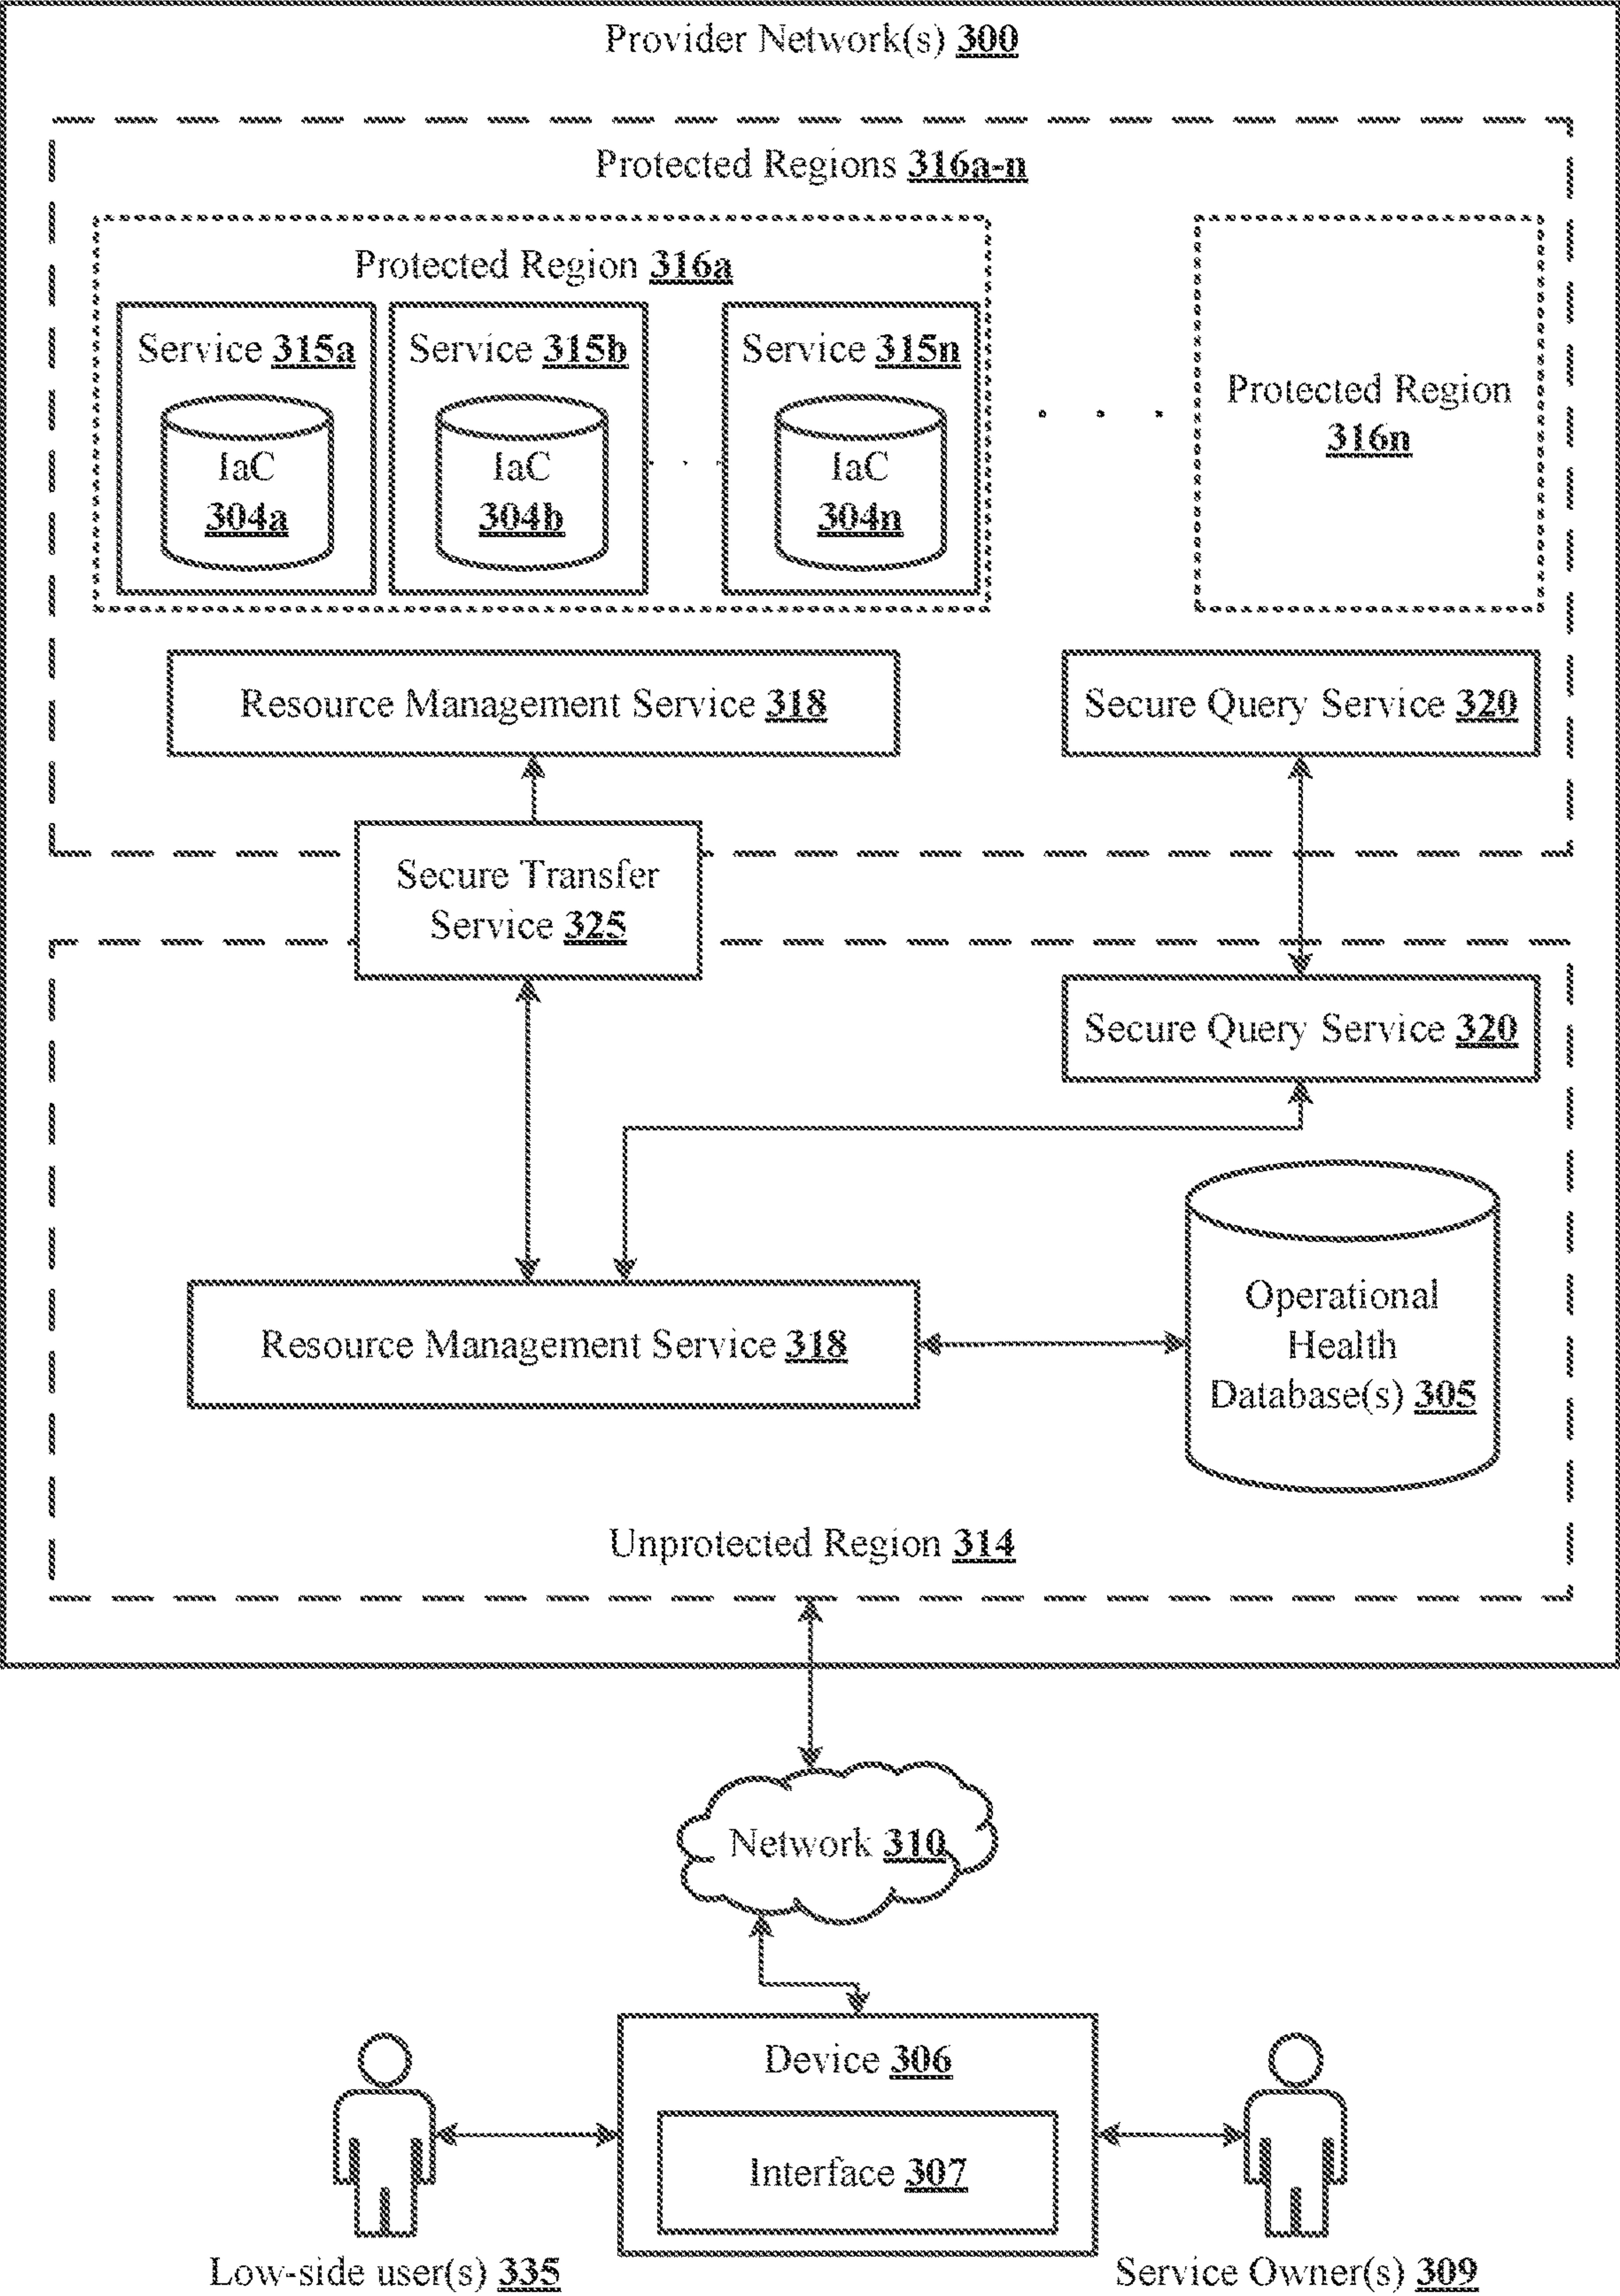 Provider Network(s) 300
Protected Regions 316a-n
Protected Region 316a
Service 315a
Service 315b
Service 315n
IaC
304a
IaC
304b
IaC
304n
Protected Region
316n
Resource Management Service 318
Secure Query Service 320
Secure Transfer
Service 325
Secure Query Service 320
Resource Management Service 318
Operational
Health
Database(s) 305
Unprotected Region 314
Network 310
Device 306
Interface 307
Low-side user(s) 335
Service Owner(s) 309